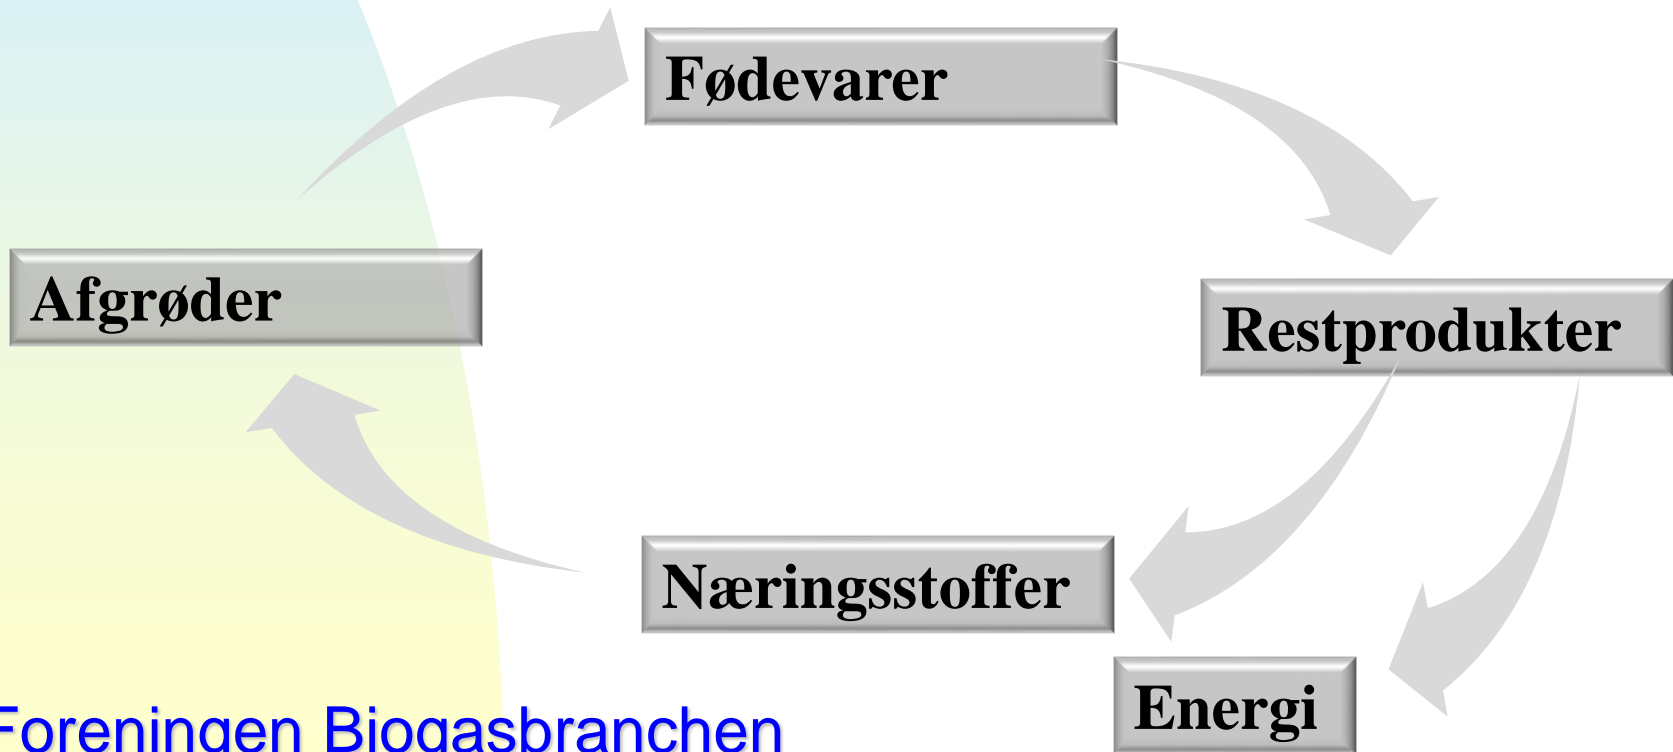 Fødevarer
Afgrøder
Restprodukter
Næringsstoffer
Energi
Foreningen Biogasbranchen